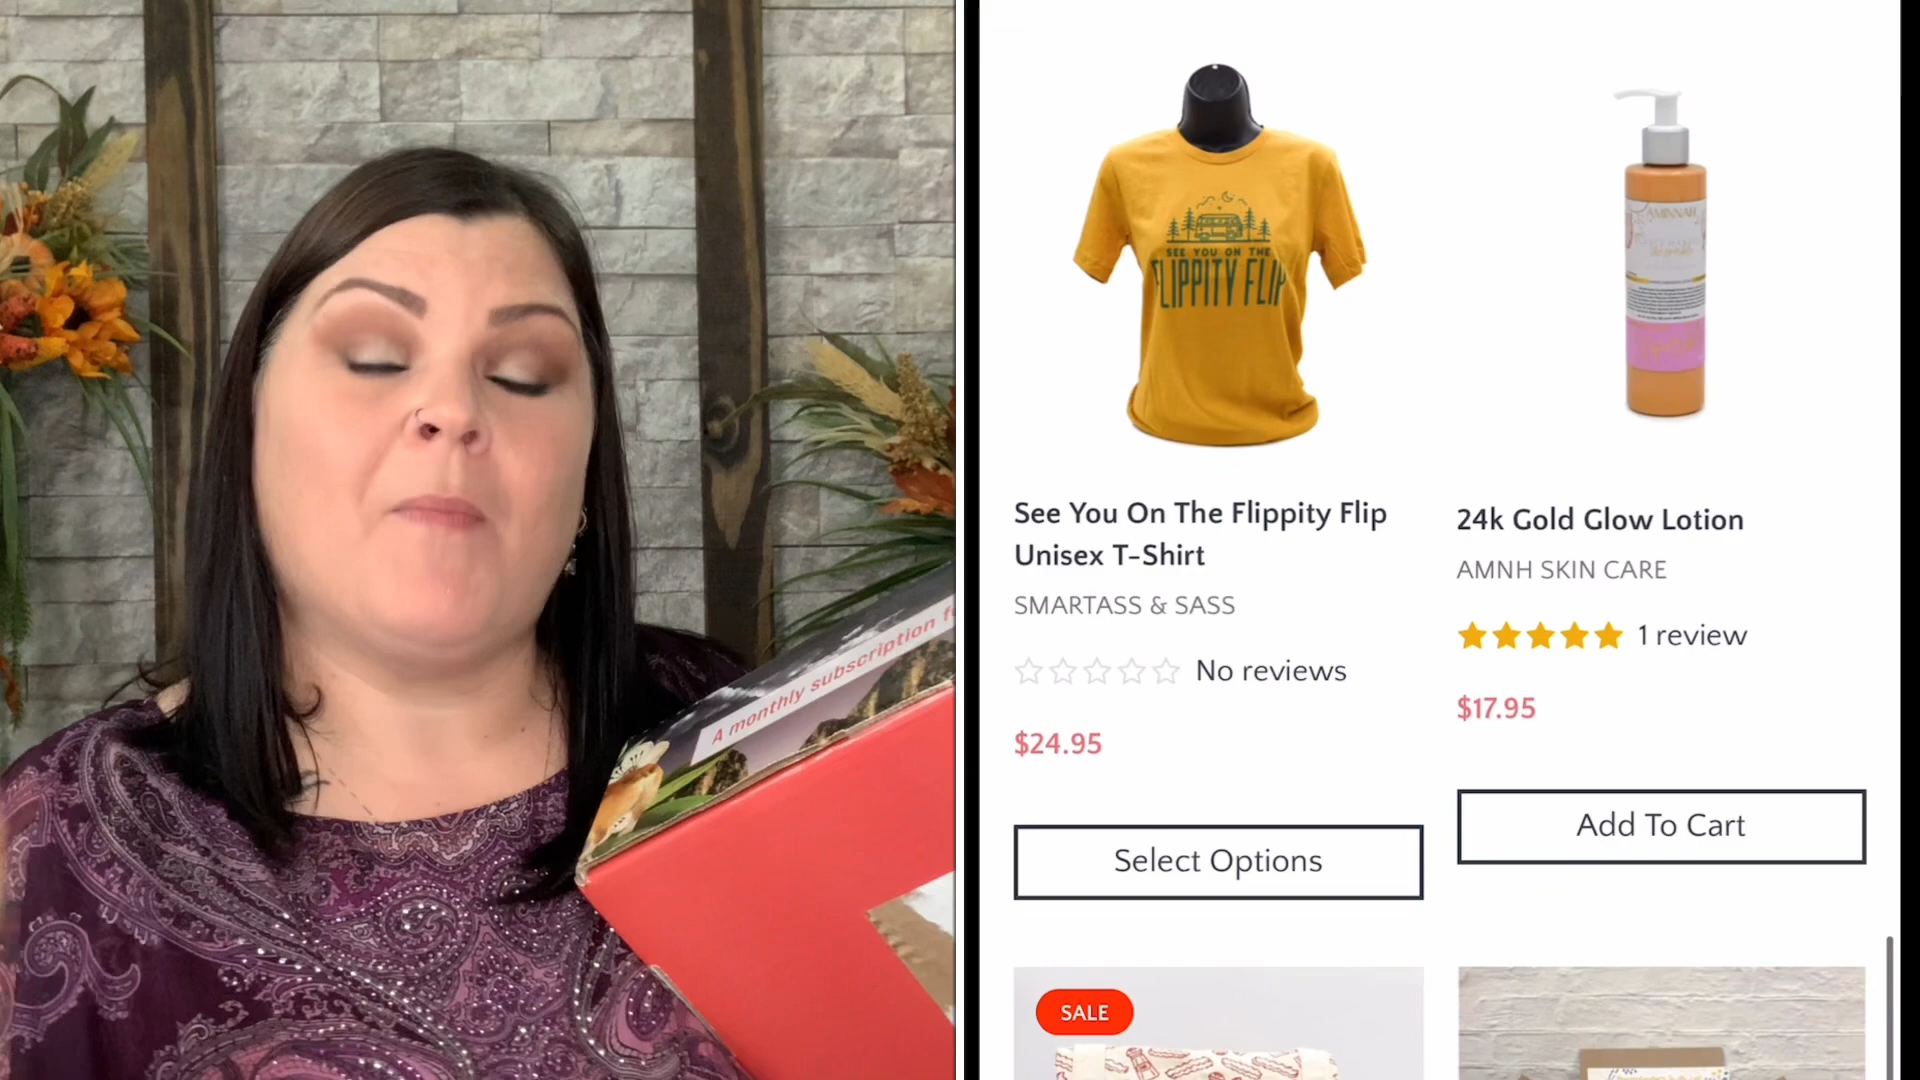 A monthly subscription
SEE YOU ON THE
FLIPPITY FLIP
AMINNAH
See You On The Flippity Flip
Unisex T-Shirt
SMARTASS & SASS
No reviews
$24.95
Select Options
24k Gold Glow Lotion
AMNH SKIN CARE
1 review
$17.95
Add To Cart
SALE